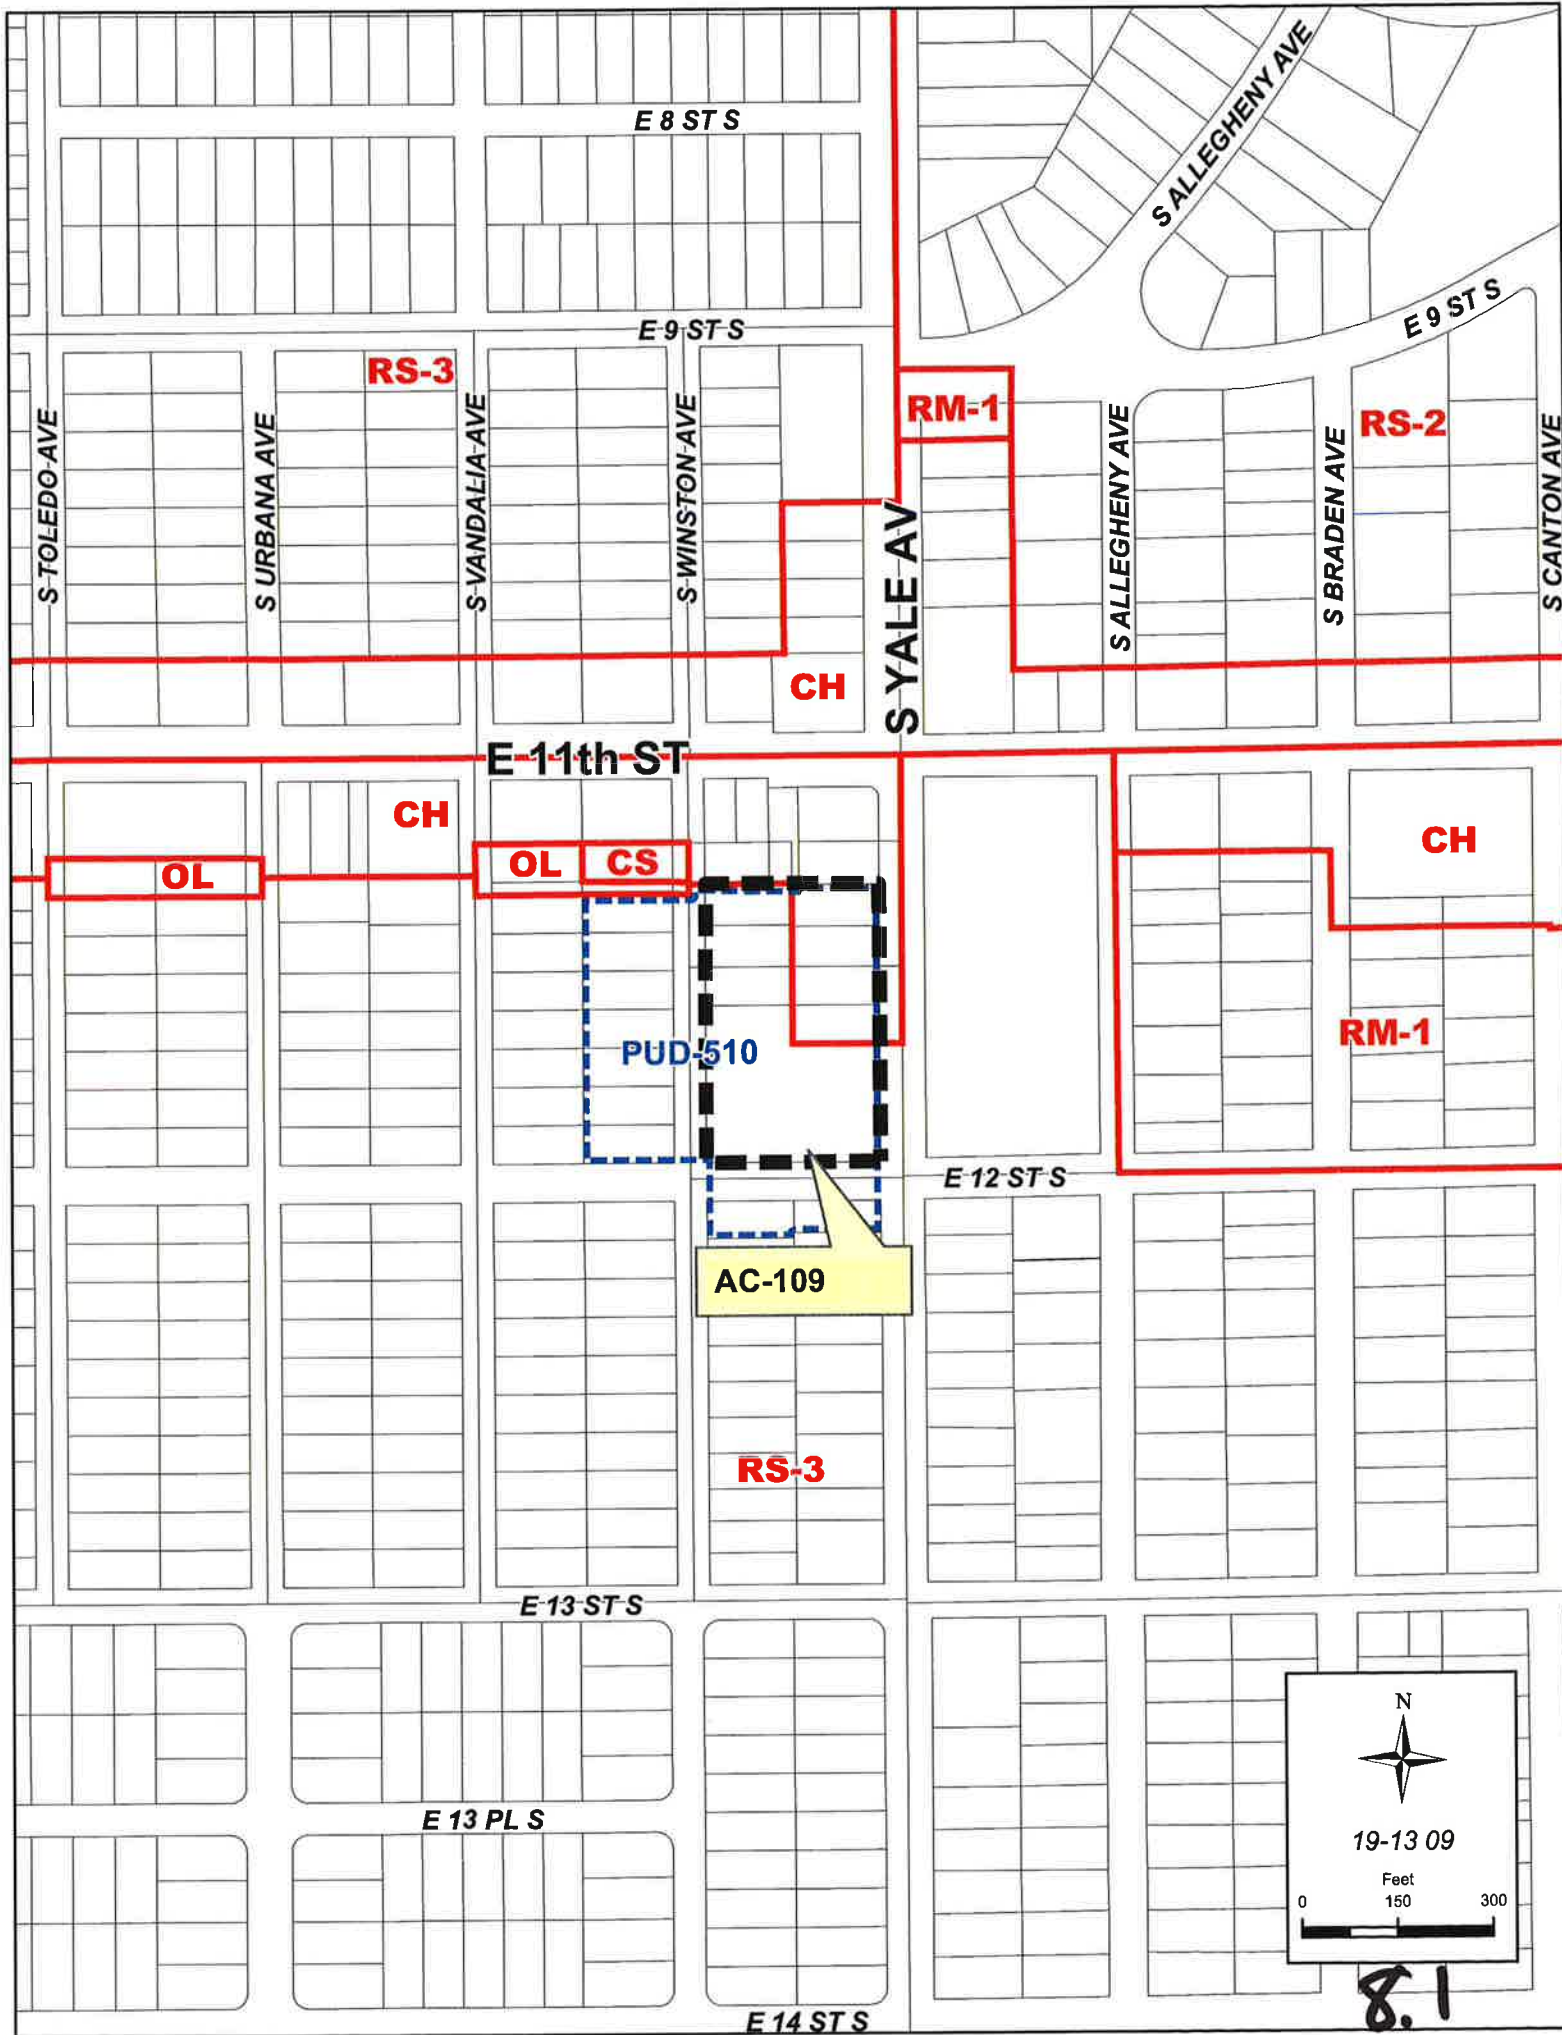 E 8 ST S
S ALLEGHENY AVE
E 9 ST S
E 9 ST S
RS-3
RM-1
RS-2
S TOLEDO AVE
S URBANA AVE
S VANDALIA AVE
S WINSTON AVE
S YALE AV
S ALLEGHENY AVE
S BRADEN AVE
S CANTON AVE
CH
E 11th ST
CH
CH
OL
OL
CS
PUD-510
RM-1
E 12 ST S
AC-109
RS-3
E 13 ST S
E 13 PL S
E 14 ST S
N
19-13 09
Feet
0 150 300
8.1